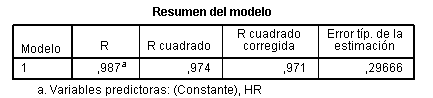 Resumen del modelo
Modelo R R cuadrado R cuadrado corregida Error típ. de la estimación
1 ,987a ,974 ,971 ,29666
a. Variables predictoras: (Constante), HR